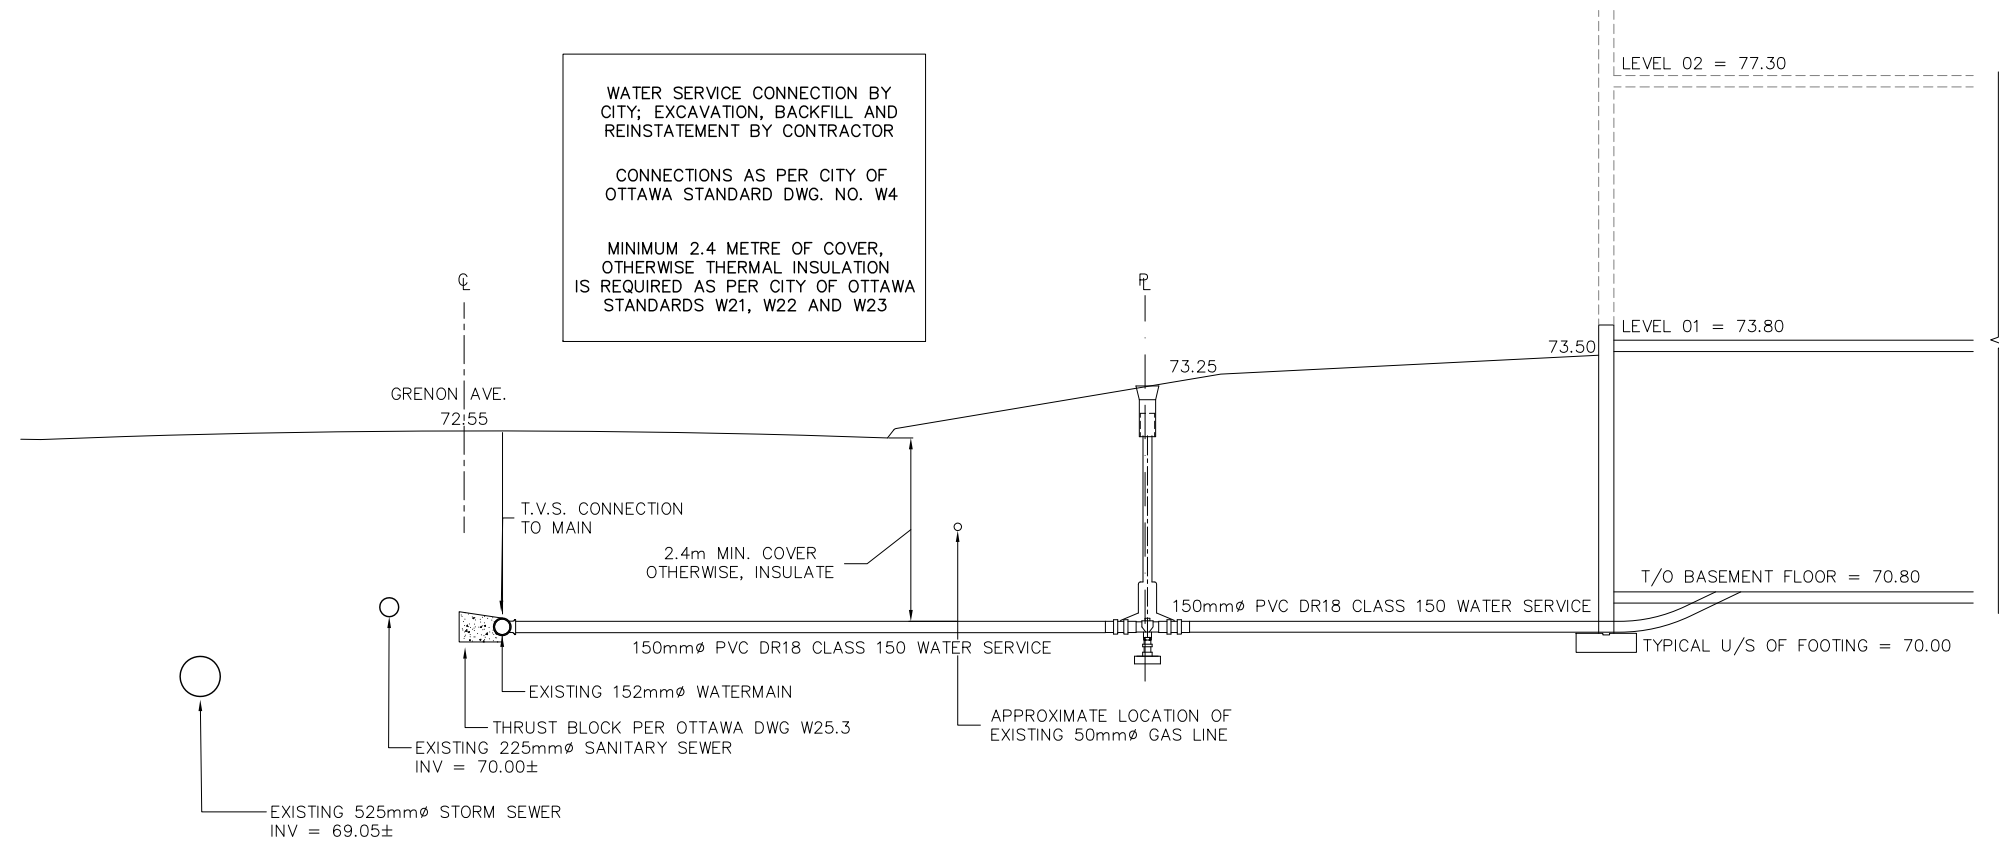 LEVEL 02 = 77.30
WATER SERVICE CONNECTION BY
CITY; EXCAVATION, BACKFILL AND
REINSTATEMENT BY CONTRACTOR
CONNECTIONS AS PER CITY OF
OTTAWA STANDARD DWG. NO. W4
MINIMUM 2.4 METRE OF COVER,
OTHERWISE THERMAL INSULATION
IS REQUIRED AS PER CITY OF OTTAWA
STANDARDS W21, W22 AND W23
℄
PL
LEVEL 01 = 73.80
73.50
73.25
GRENON AVE.
72.55
T.V.S. CONNECTION
TO MAIN
2.4m MIN. COVER
OTHERWISE, INSULATE
T/O BASEMENT FLOOR = 70.80
150mmø PVC DR18 CLASS 150 WATER SERVICE
150mmø PVC DR18 CLASS 150 WATER SERVICE
TYPICAL U/S OF FOOTING = 70.00
EXISTING 152mmø WATERMAIN
THRUST BLOCK PER OTTAWA DWG W25.3
APPROXIMATE LOCATION OF
EXISTING 50mmø GAS LINE
EXISTING 225mmø SANITARY SEWER
INV = 70.00±
EXISTING 525mmø STORM SEWER
INV = 69.05±